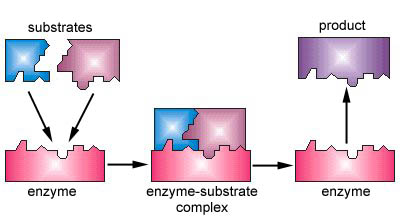 substrates
product
enzyme
enzyme-substrate
complex
enzyme